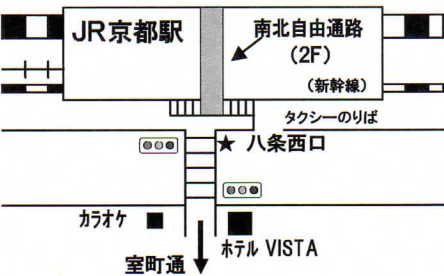 JR京都駅
南北自由通路
(2F)
(新幹線)
タクシーのりば
★ 八条西口
カラオケ
ホテル VISTA
室町通